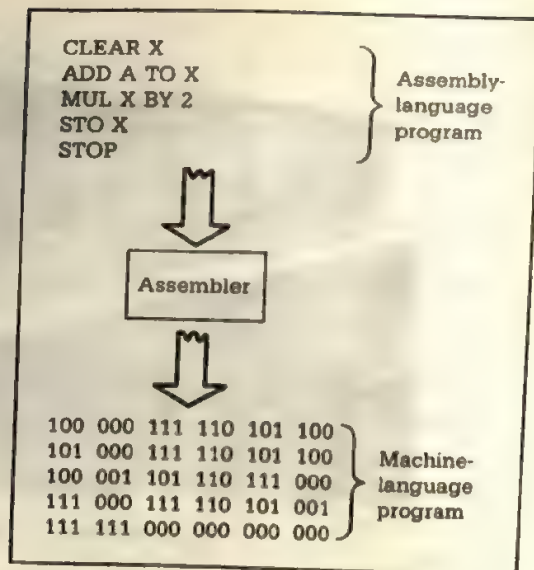 CLEAR X
ADD A TO X
MUL X BY 2
STO X
STOP
Assembly-
language
program
Assembler
100 000 111 110 101 100
101 000 111 110 101 100
100 001 101 110 111 000
111 000 111 110 101 001
111 111 000 000 000 000
Machine-
language
program